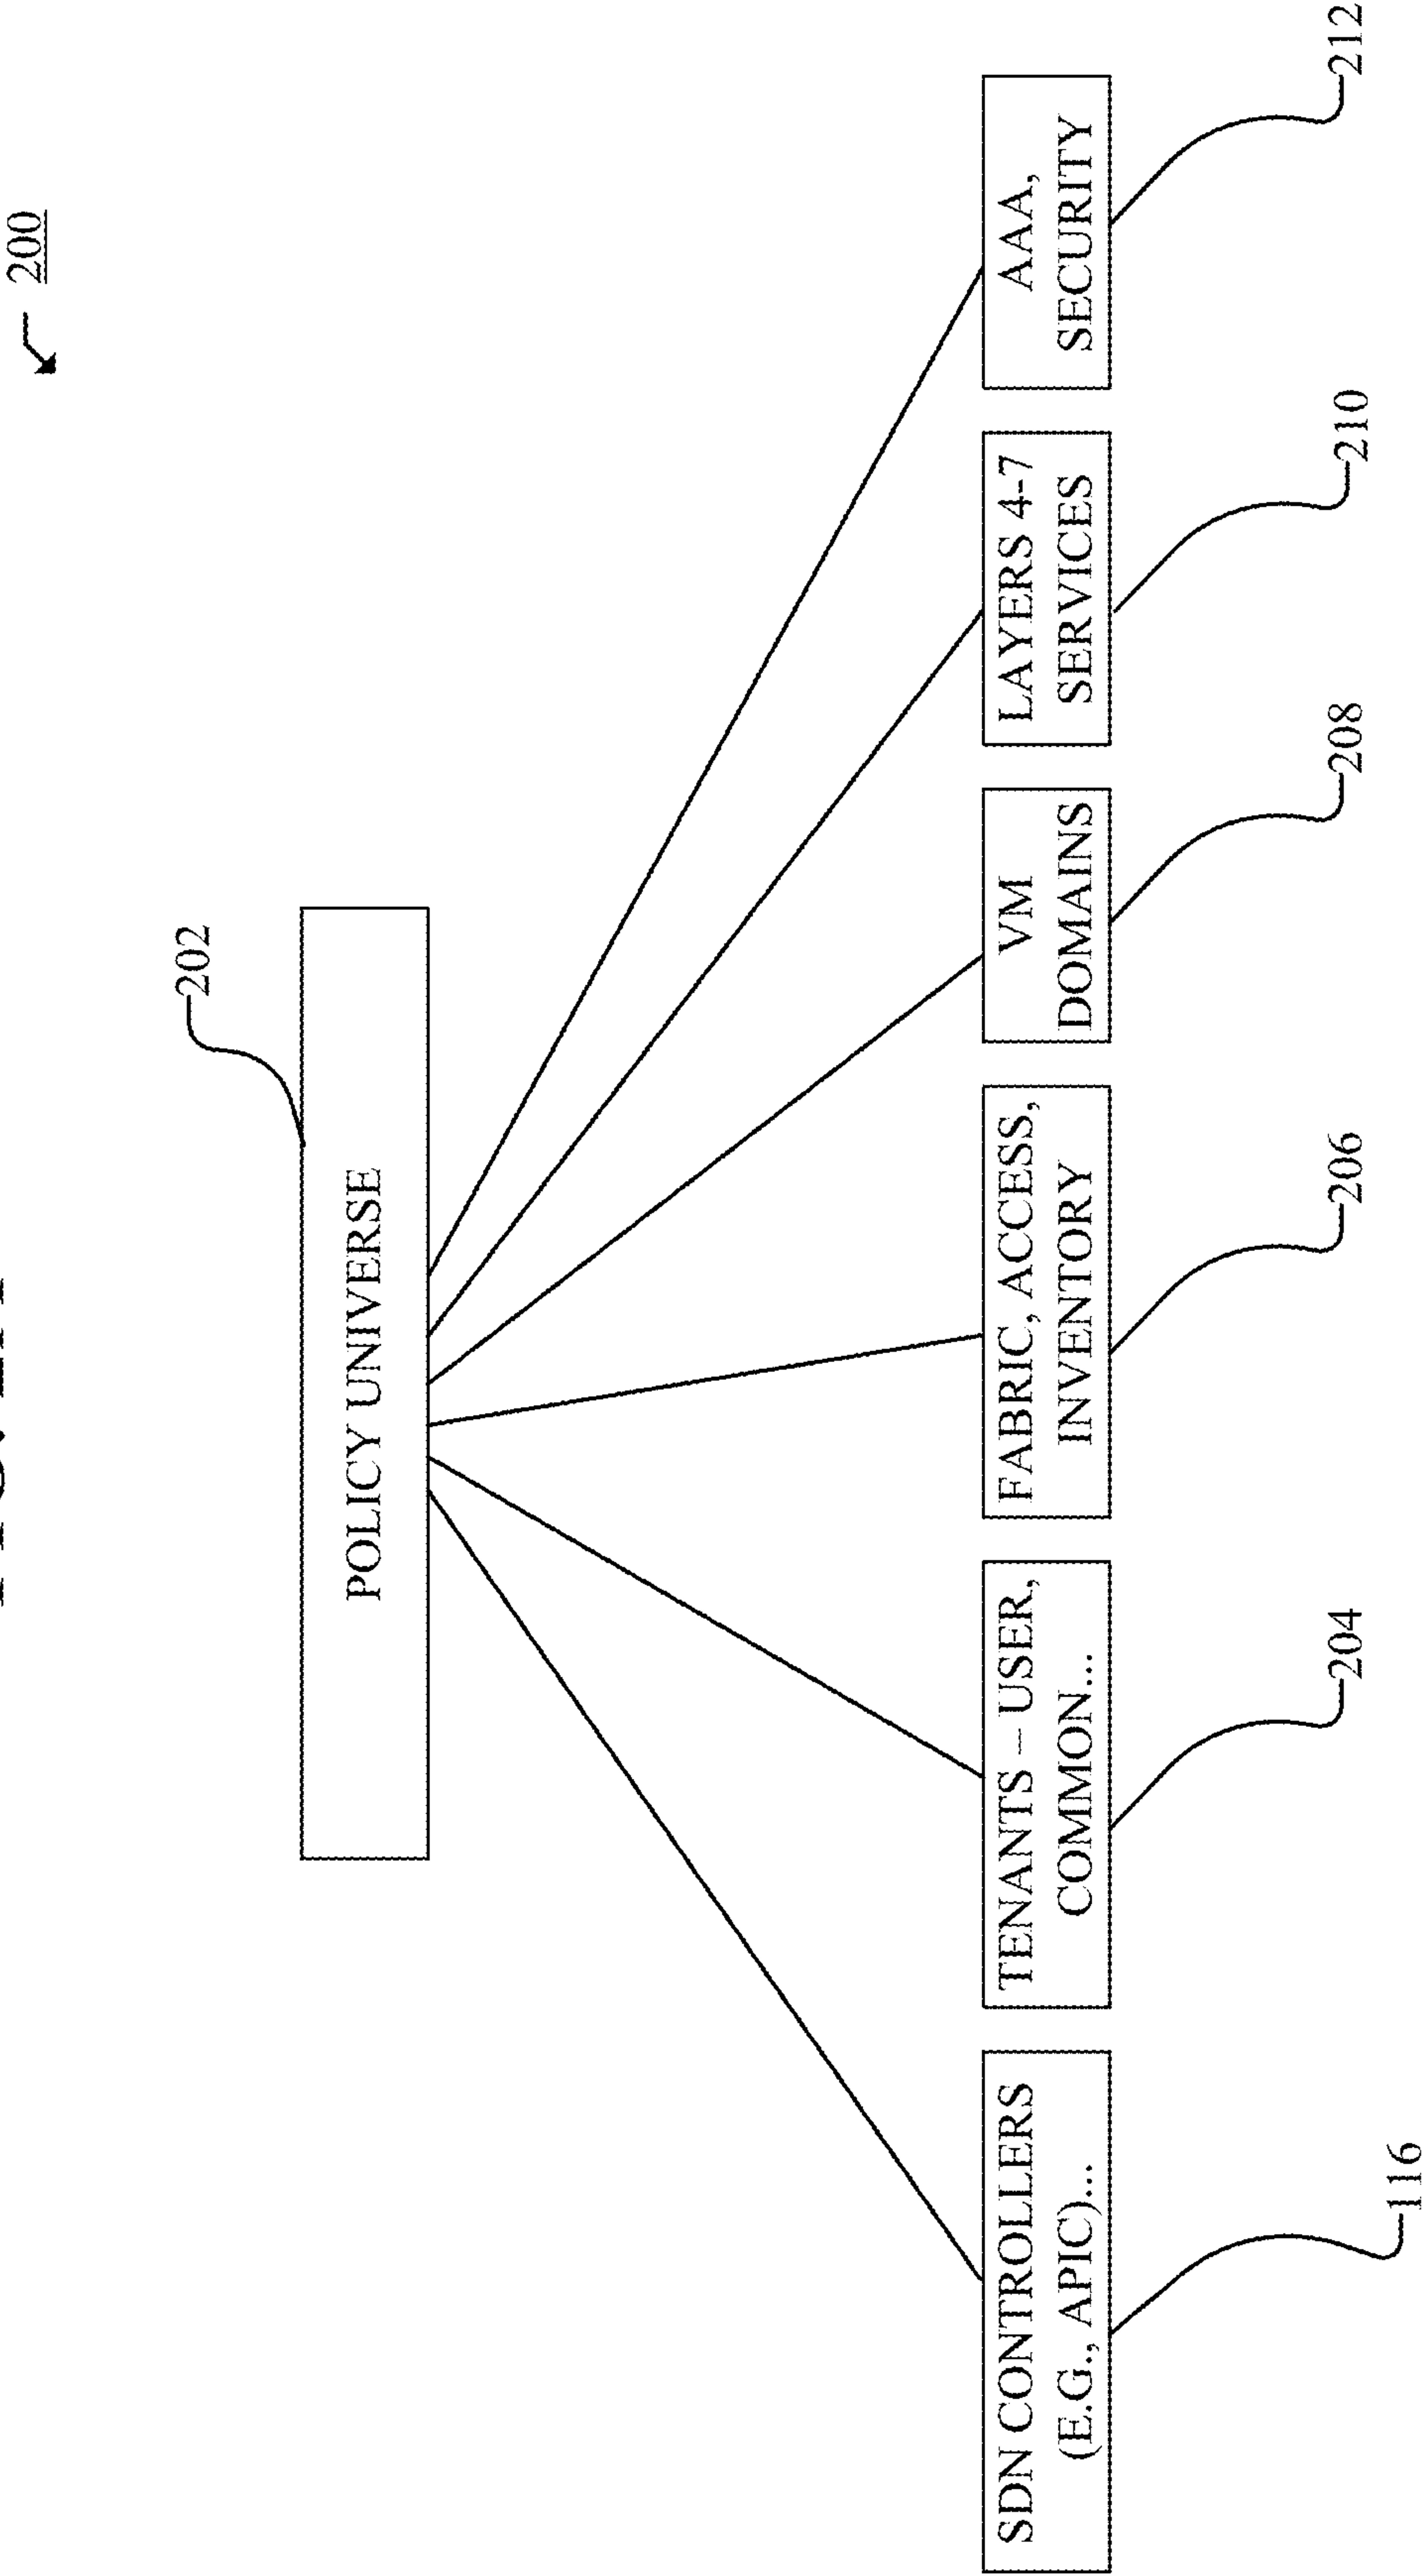 200
202
POLICY UNIVERSE
SDN CONTROLLERS
(E.G., APIC)...
TENANTS – USER,
COMMON...
FABRIC, ACCESS,
INVENTORY
VM
DOMAINS
LAYERS 4-7
SERVICES
AAA,
SECURITY
116
204
206
208
210
212